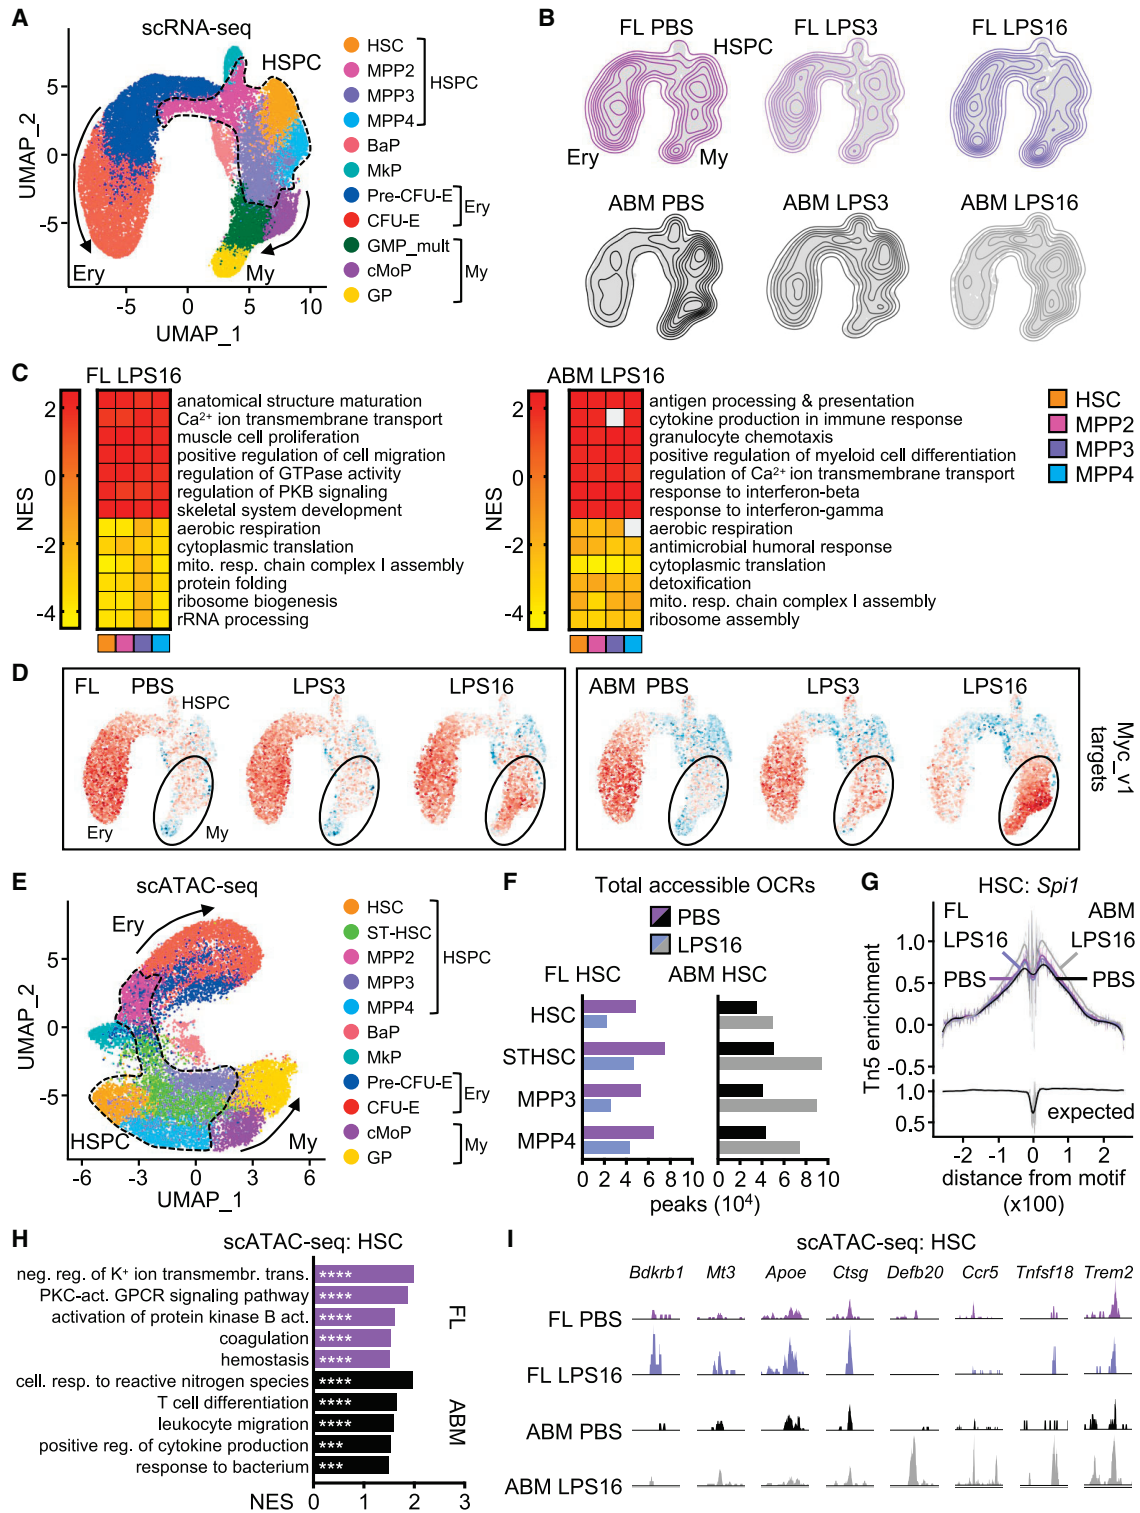 A
scRNA-seq
HSPC
Ery
My
UMAP_2
5
0
-5
-5
0
5
10
UMAP_1
HSC
MPP2
MPP3
MPP4
BaP
MkP
Pre-CFU-E
CFU-E
GMP_mult
cMoP
GP
HSPC
Ery
My
B
FL PBS
FL LPS3
FL LPS16
HSPC
Ery
My
ABM PBS
ABM LPS3
ABM LPS16
C
FL LPS16
NES
2
0
-2
-4
anatomical structure maturation
Ca²⁺ ion transmembrane transport
muscle cell proliferation
positive regulation of cell migration
regulation of GTPase activity
regulation of PKB signaling
skeletal system development
aerobic respiration
cytoplasmic translation
mito. resp. chain complex I assembly
protein folding
ribosome biogenesis
rRNA processing
ABM LPS16
NES
2
0
-2
-4
antigen processing & presentation
cytokine production in immune response
granulocyte chemotaxis
positive regulation of myeloid cell differentiation
regulation of Ca²⁺ ion transmembrane transport
response to interferon-beta
response to interferon-gamma
aerobic respiration
antimicrobial humoral response
cytoplasmic translation
detoxification
mito. resp. chain complex I assembly
ribosome assembly
HSC
MPP2
MPP3
MPP4
D
FL PBS LPS3 LPS16
HSPC
Ery
My
ABM PBS LPS3 LPS16
Myc_v1
targets
E
scATAC-seq
Ery
HSPC
My
UMAP_2
5
0
-5
-6
-3
0
3
6
UMAP_1
HSC
ST-HSC
MPP2
MPP3
MPP4
BaP
MkP
Pre-CFU-E
CFU-E
cMoP
GP
HSPC
Ery
My
F
Total accessible OCRs
PBS
LPS16
FL HSC
ABM HSC
HSC
STHSC
MPP3
MPP4
0 2 4 6 8 10
0 2 4 6 8 10
peaks (10⁴)
G
HSC: Spi1
FL
ABM
LPS16
LPS16
PBS
PBS
Tn5 enrichment
1.0
0.5
0.0
-0.5
1.0
0.5
expected
-2 -1 0 1 2
distance from motif
(x100)
H
scATAC-seq: HSC
neg. reg. of K⁺ ion transmembr. trans.
****
PKC-act. GPCR signaling pathway
****
activation of protein kinase B act.
****
coagulation
****
hemostasis
****
cell. resp. to reactive nitrogen species
****
T cell differentiation
****
leukocyte migration
****
positive reg. of cytokine production
***
response to bacterium
***
FL
ABM
NES 0 1 2 3
I
scATAC-seq: HSC
Bdkrb1 Mt3 Apoe Ctsg Defb20 Ccr5 Tnfsf18 Trem2
FL PBS
FL LPS16
ABM PBS
ABM LPS16